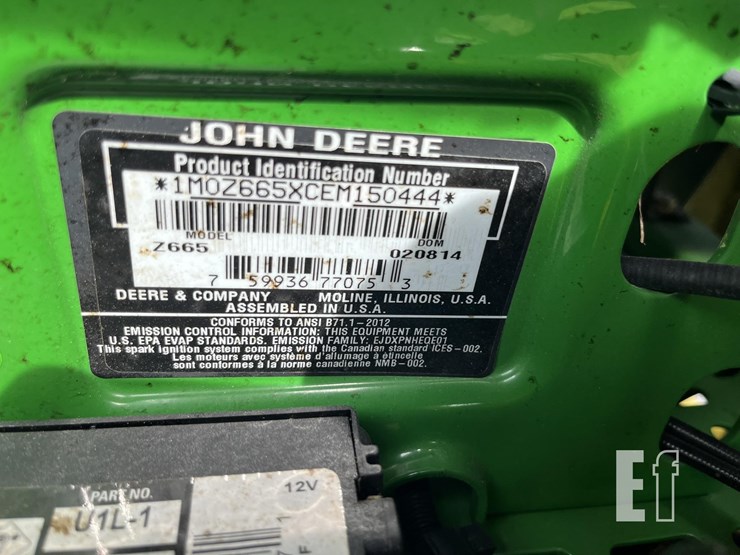 JOHN DEERE
Product Identification Number
*1M0Z665XCEM150444*
MODEL DOM
Z665 020814
7 59936 77075 3
DEERE & COMPANY MOLINE, ILLINOIS, U.S.A.
ASSEMBLED IN U.S.A.
CONFORMS TO ANSI B71.1-2012
EMISSION CONTROL INFORMATION: THIS EQUIPMENT MEETS
U.S. EPA EVAP STANDARDS. EMISSION FAMILY: EJDXPNHEQE01
This spark ignition system complies with the Canadian standard ICES-002.
Les moteurs avec système d'allumage à étincelle
sont conformes à la norme canadienne NMB-002.
PART NO. 12V
U1L-1
Ef